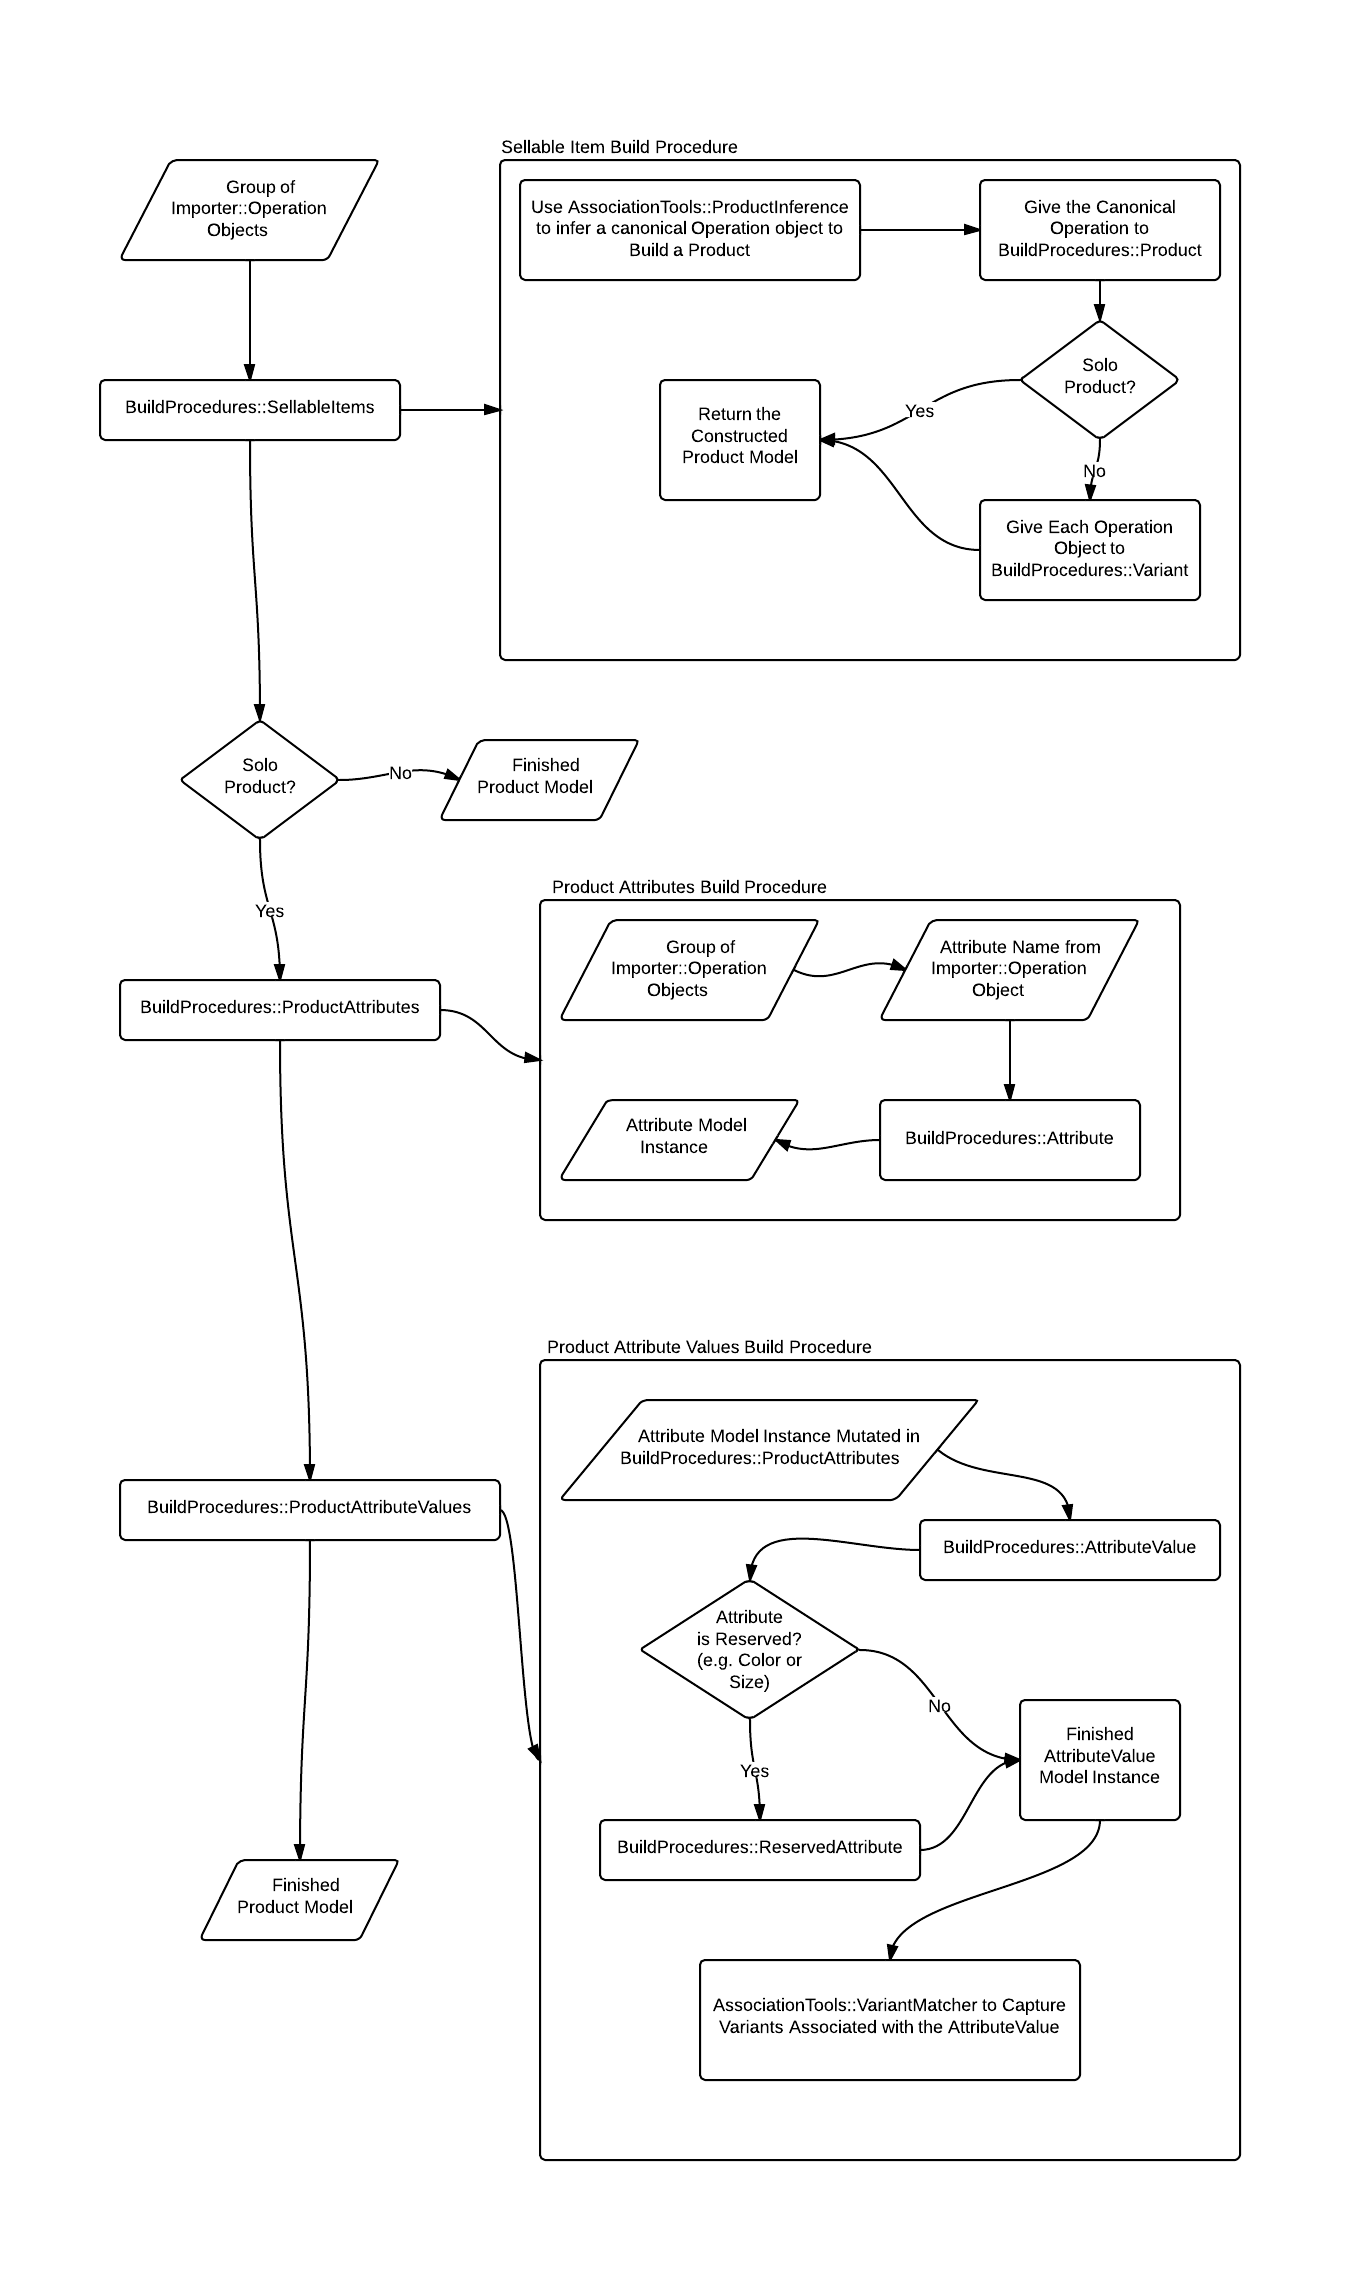 Sellable Item Build Procedure
Group of
Importer::Operation
Objects
Use AssociationTools::ProductInference
to infer a canonical Operation object to
Build a Product
Give the Canonical
Operation to
BuildProcedures::Product
Solo
Product?
Yes
No
Return the
Constructed
Product Model
Give Each Operation
Object to
BuildProcedures::Variant
BuildProcedures::SellableItems
Solo
Product?
No
Finished
Product Model
Yes
Product Attributes Build Procedure
BuildProcedures::ProductAttributes
Group of
Importer::Operation
Objects
Attribute Name from
Importer::Operation
Object
Attribute Model
Instance
BuildProcedures::Attribute
Product Attribute Values Build Procedure
BuildProcedures::ProductAttributeValues
Attribute Model Instance Mutated in
BuildProcedures::ProductAttributes
BuildProcedures::AttributeValue
Attribute
is Reserved?
(e.g. Color or
Size)
No
Yes
Finished
AttributeValue
Model Instance
BuildProcedures::ReservedAttribute
Finished
Product Model
AssociationTools::VariantMatcher to Capture
Variants Associated with the AttributeValue